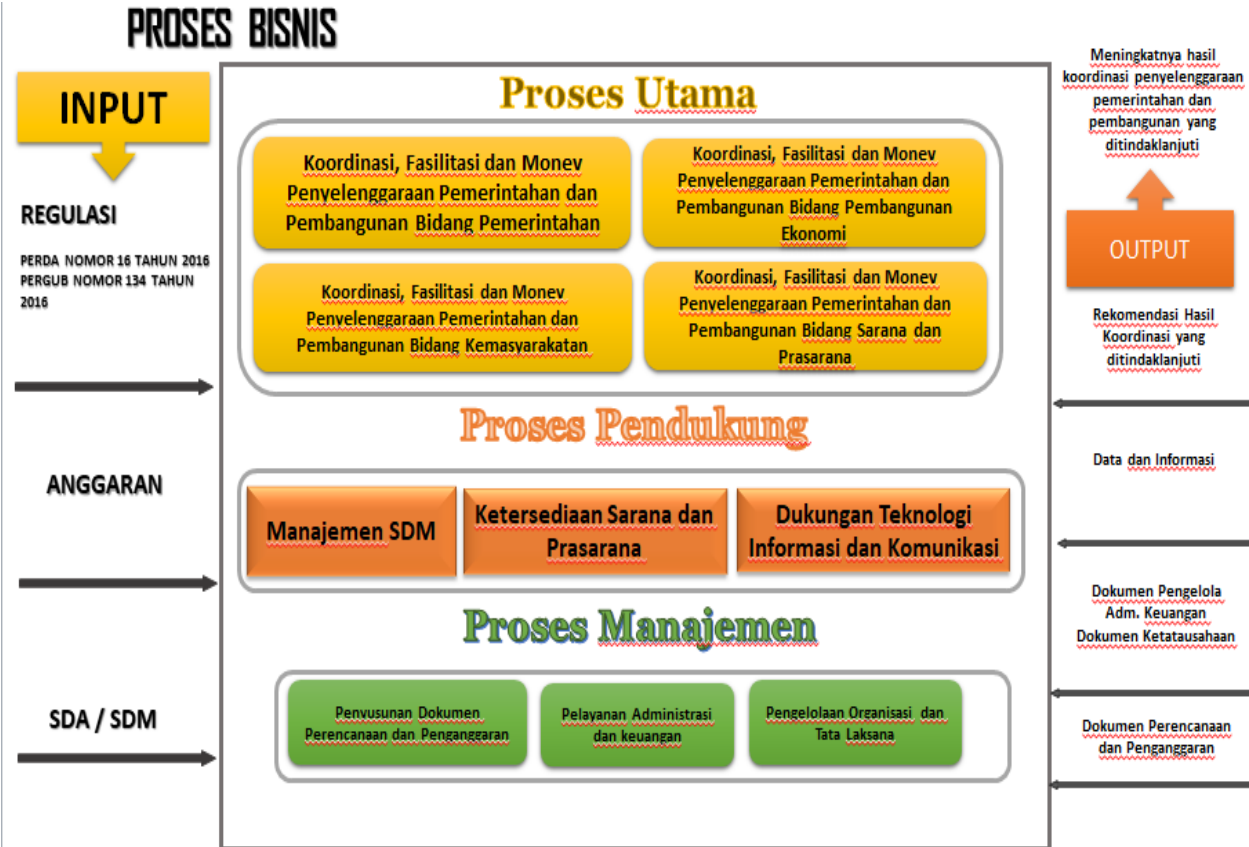 PROSES BISNIS
INPUT
REGULASI
PERDA NOMOR 16 TAHUN 2016
PERGUB NOMOR 134 TAHUN
2016
ANGGARAN
SDA / SDM
Proses Utama
Koordinasi, Fasilitasi dan Monev
Penyelenggaraan Pemerintahan dan
Pembangunan Bidang Pemerintahan
Koordinasi, Fasilitasi dan Monev
Penyelenggaraan Pemerintahan dan
Pembangunan Bidang Pembangunan
Ekonomi
Koordinasi, Fasilitasi dan Monev
Penyelenggaraan Pemerintahan dan
Pembangunan Bidang Kemasyarakatan
Koordinasi, Fasilitasi dan Monev
Penyelenggaraan Pemerintahan dan
Pembangunan Bidang Sarana dan
Prasarana
Proses Pendukung
Manajemen SDM
Ketersediaan Sarana dan
Prasarana
Dukungan Teknologi
Informasi dan Komunikasi
Proses Manajemen
Penyusunan Dokumen
Perencanaan dan Penganggaran
Pelayanan Administrasi
dan keuangan
Pengelolaan Organisasi dan
Tata Laksana
Meningkatnya hasil
koordinasi penyelenggaraan
pemerintahan dan
pembangunan yang
ditindaklanjuti
OUTPUT
Rekomendasi Hasil
Koordinasi yang
ditindaklanjuti
Data dan Informasi
Dokumen Pengelola
Adm. Keuangan
Dokumen Ketatausahaan
Dokumen Perencanaan
dan Penganggaran